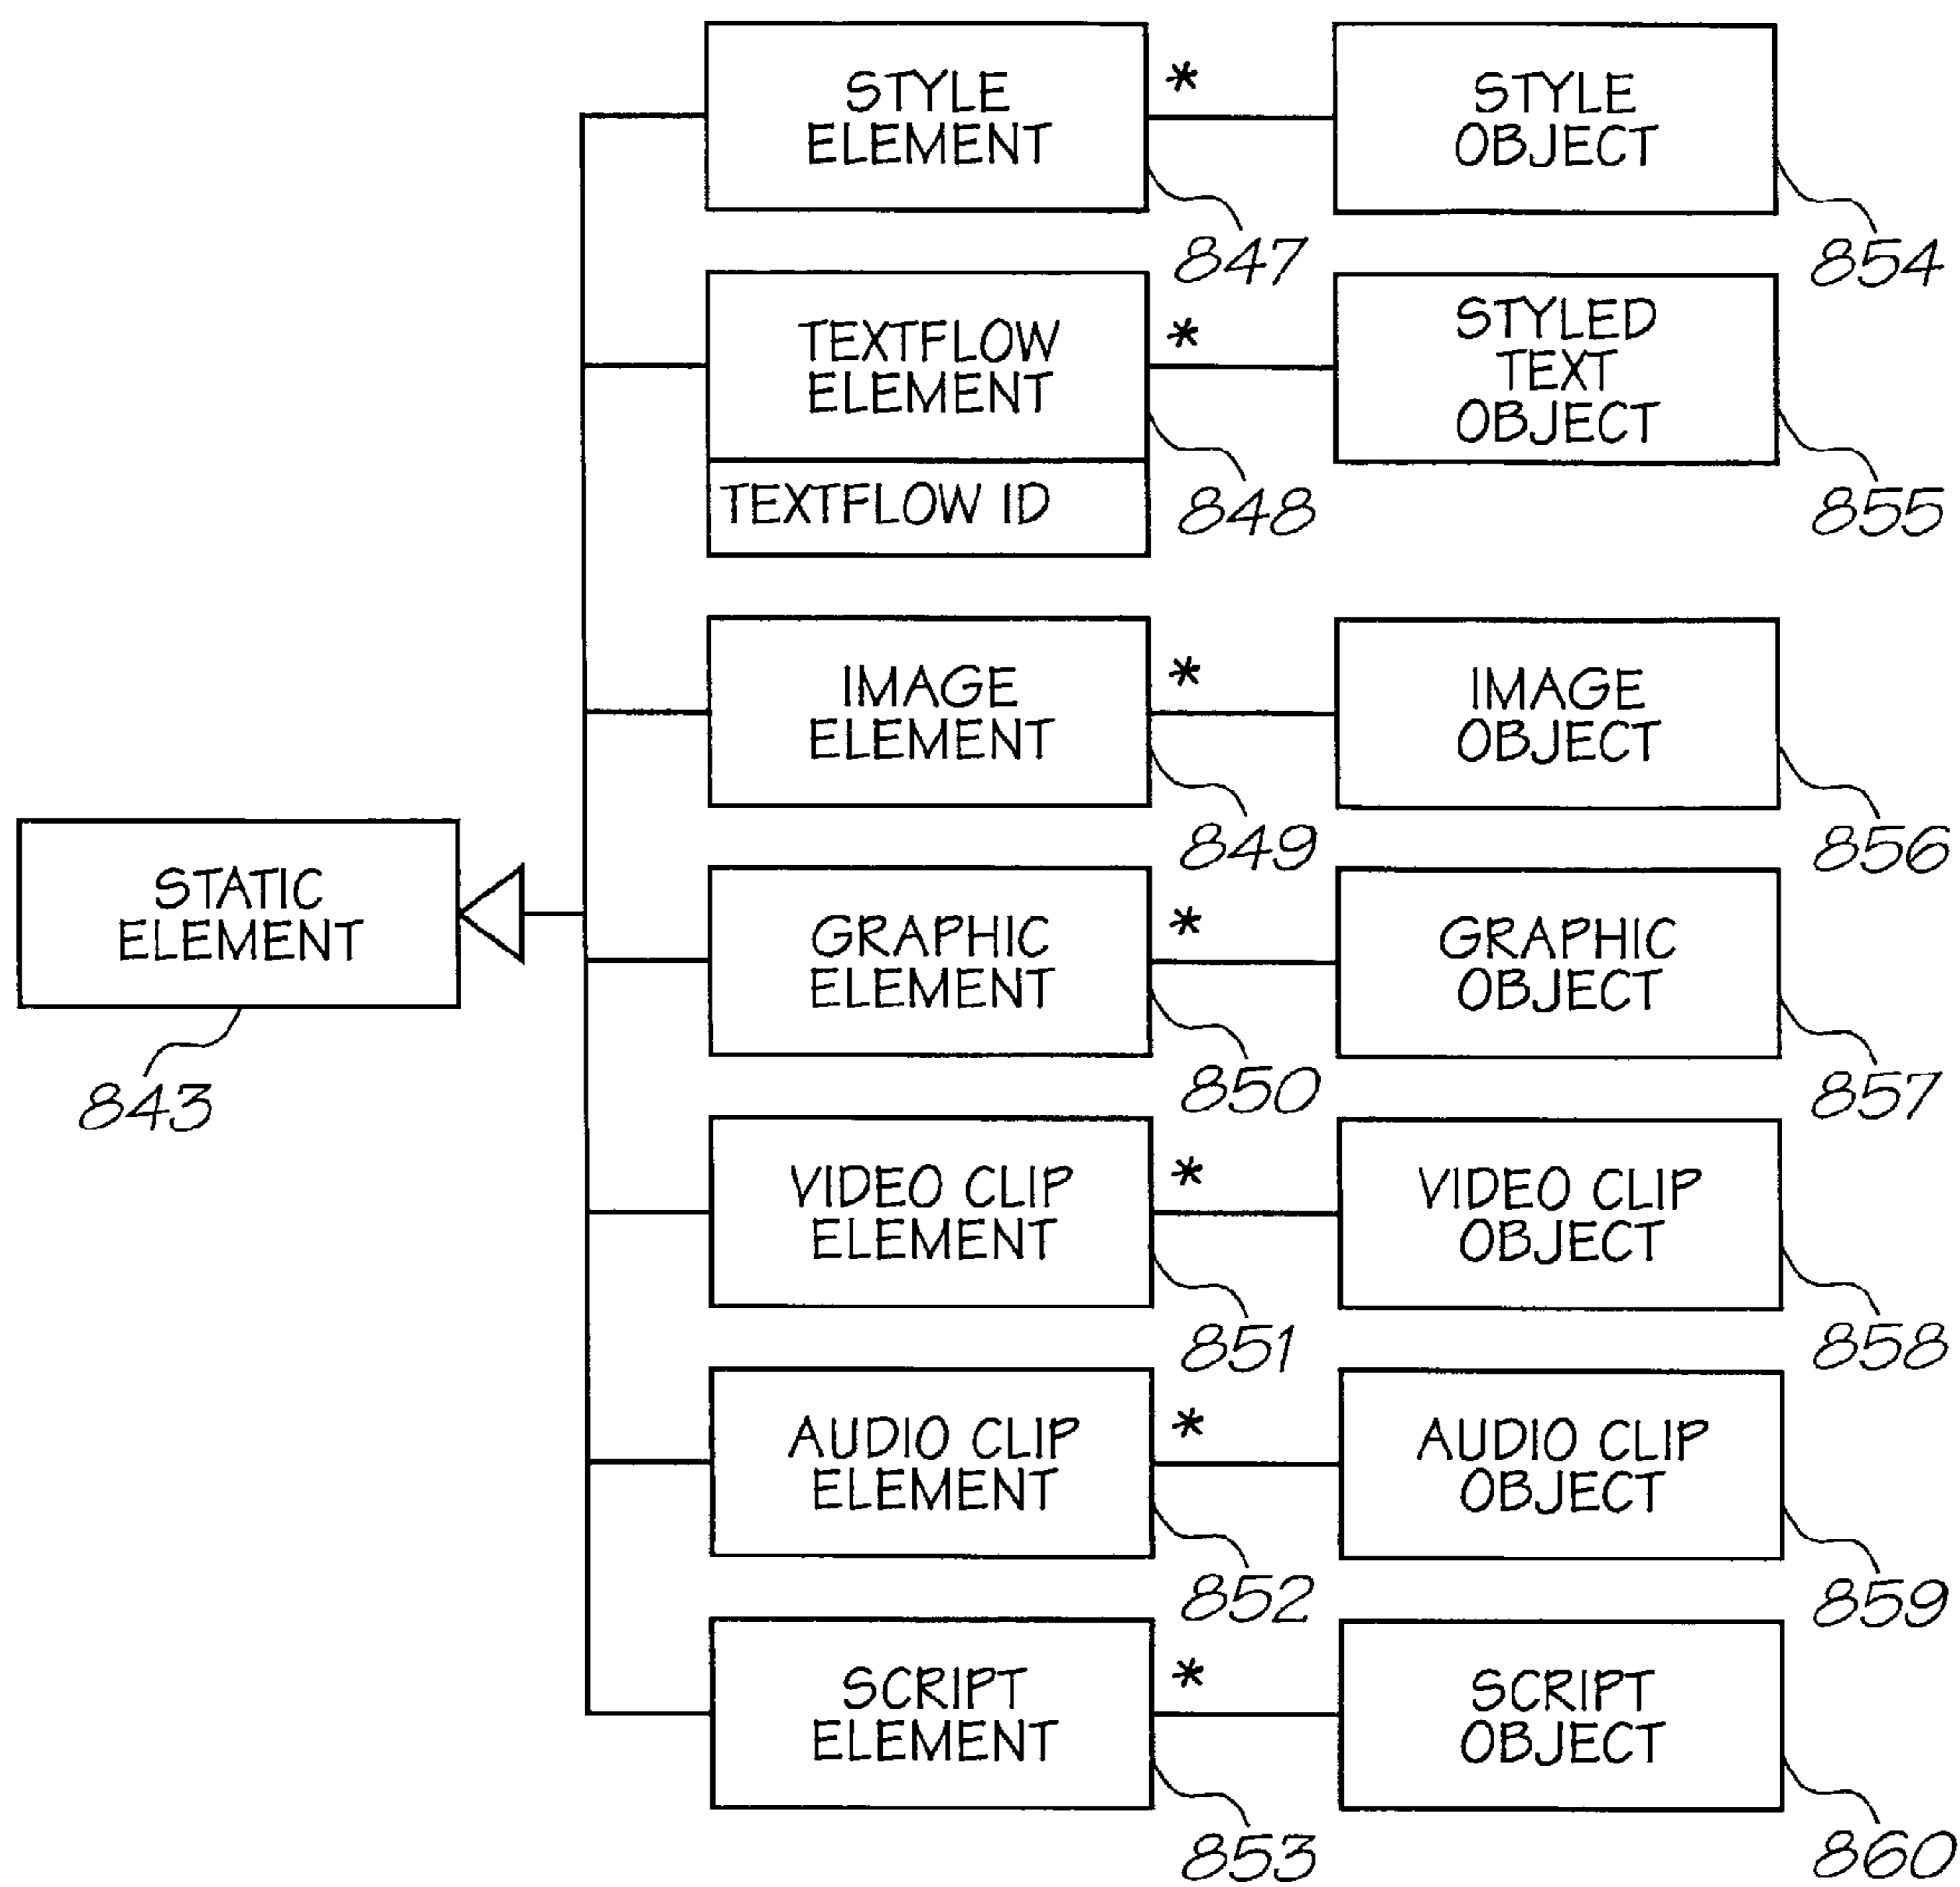 STYLE
ELEMENT
*
STYLE
OBJECT
847
854
TEXTFLOW
ELEMENT
*
STYLED
TEXT
OBJECT
TEXTFLOW ID
848
855
IMAGE
ELEMENT
*
IMAGE
OBJECT
849
856
STATIC
ELEMENT
843
GRAPHIC
ELEMENT
*
GRAPHIC
OBJECT
850
857
VIDEO CLIP
ELEMENT
*
VIDEO CLIP
OBJECT
851
858
AUDIO CLIP
ELEMENT
*
AUDIO CLIP
OBJECT
852
859
SCRIPT
ELEMENT
*
SCRIPT
OBJECT
853
860